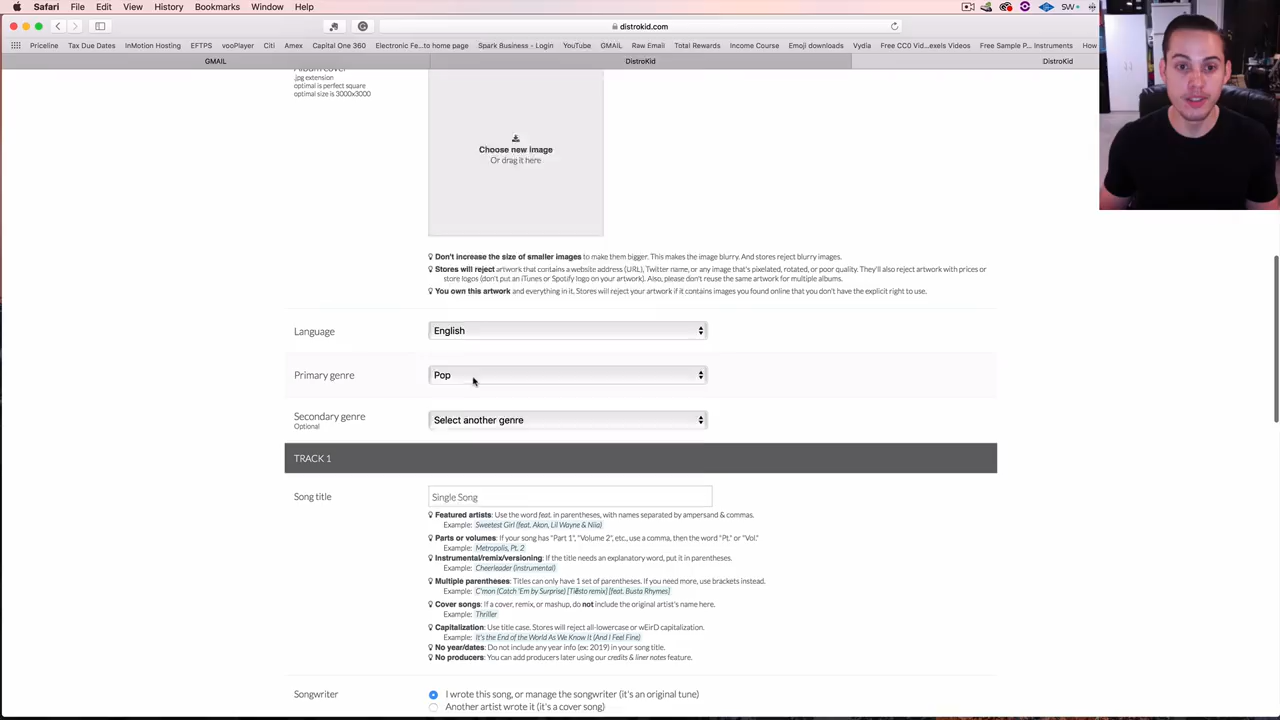 Safari File Edit View History Bookmarks Window Help
SW
distrokid.com
Priceline Tax Due Dates InMotion Hosting EFTPS vooPlayer Citi Amex Capital One 360 Electronic Fe...to home page Spark Business - Login YouTube GMAIL Raw Email Total Rewards Income Course Emoji downloads Vydia Free CC0 Vid...exels Videos Free Sample P... Instruments How
GMAIL DistroKid DistroKid
Album cover
.jpg extension
optimal is perfect square
optimal size is 3000x3000
Choose new image
Or drag it here
Don't increase the size of smaller images to make them bigger. This makes the image blurry. And stores reject blurry images.
Stores will reject artwork that contains a website address (URL), Twitter name, or any image that's pixelated, rotated, or poor quality. They'll also reject artwork with prices or
store logos (don't put an iTunes or Spotify logo on your artwork). Also, please don't reuse the same artwork for multiple albums.
You own this artwork and everything in it. Stores will reject your artwork if it contains images you found online that you don't have the explicit right to use.
Language English
Primary genre Pop
Secondary genre Select another genre
Optional
TRACK 1
Song title Single Song
Featured artists: Use the word feat. in parentheses, with names separated by ampersand & commas.
Example: Sweetest Girl (feat. Akon, Lil Wayne & Niia)
Parts or volumes: If your song has "Part 1", "Volume 2", etc., use a comma, then the word "Pt." or "Vol."
Example: Metropolis, Pt. 2
Instrumental/remix/versioning: If the title needs an explanatory word, put it in parentheses.
Example: Cheerleader (instrumental)
Multiple parentheses: Titles can only have 1 set of parentheses. If you need more, use brackets instead.
Example: C'mon (Catch 'Em by Surprise) [Tiësto remix] [feat. Busta Rhymes]
Cover songs: If a cover, remix, or mashup, do not include the original artist's name here.
Example: Thriller
Capitalization: Use title case. Stores will reject all-lowercase or wEirD capitalization.
Example: It's the End of the World As We Know It (And I Feel Fine)
No year/dates: Do not include any year info (ex: 2019) in your song title.
No producers: You can add producers later using our credits & liner notes feature.
Songwriter I wrote this song, or manage the songwriter (it's an original tune)
Another artist wrote it (it's a cover song)